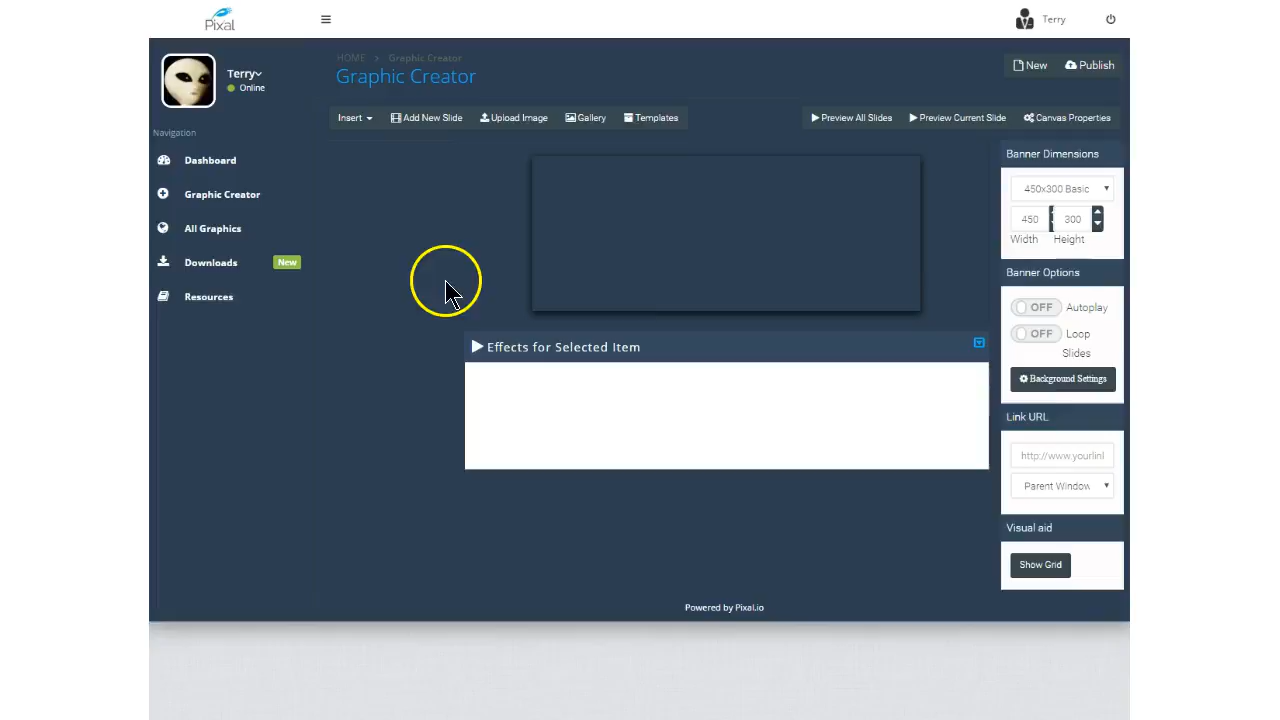 Pixal
Terry
Terry
Online
Navigation
Dashboard
Graphic Creator
All Graphics
Downloads New
Resources
HOME > Graphic Creator
Graphic Creator
New Publish
Insert Add New Slide Upload Image Gallery Templates
Preview All Slides Preview Current Slide Canvas Properties
Effects for Selected Item
Banner Dimensions
450x300 Basic
450 300
Width Height
Banner Options
OFF Autoplay
OFF Loop
Slides
Background Settings
Link URL
http://www.yourlinl
Parent Window
Visual aid
Show Grid
Powered by Pixal.io